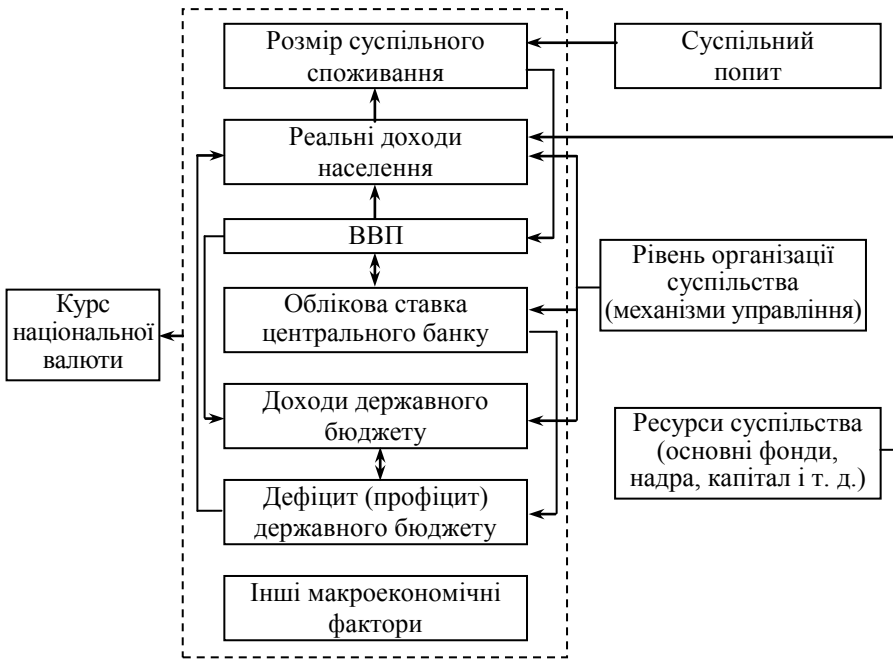 Розмір суспільного
споживання
Суспільний
попит
Реальні доходи
населення
ВВП
Рівень організації
суспільства
(механізми управління)
Курс
національної
валюти
Облікова ставка
центрального банку
Доходи державного
бюджету
Ресурси суспільства
(основні фонди,
надра, капітал і т. д.)
Дефіцит (профіцит)
державного бюджету
Інші макроекономічні
фактори